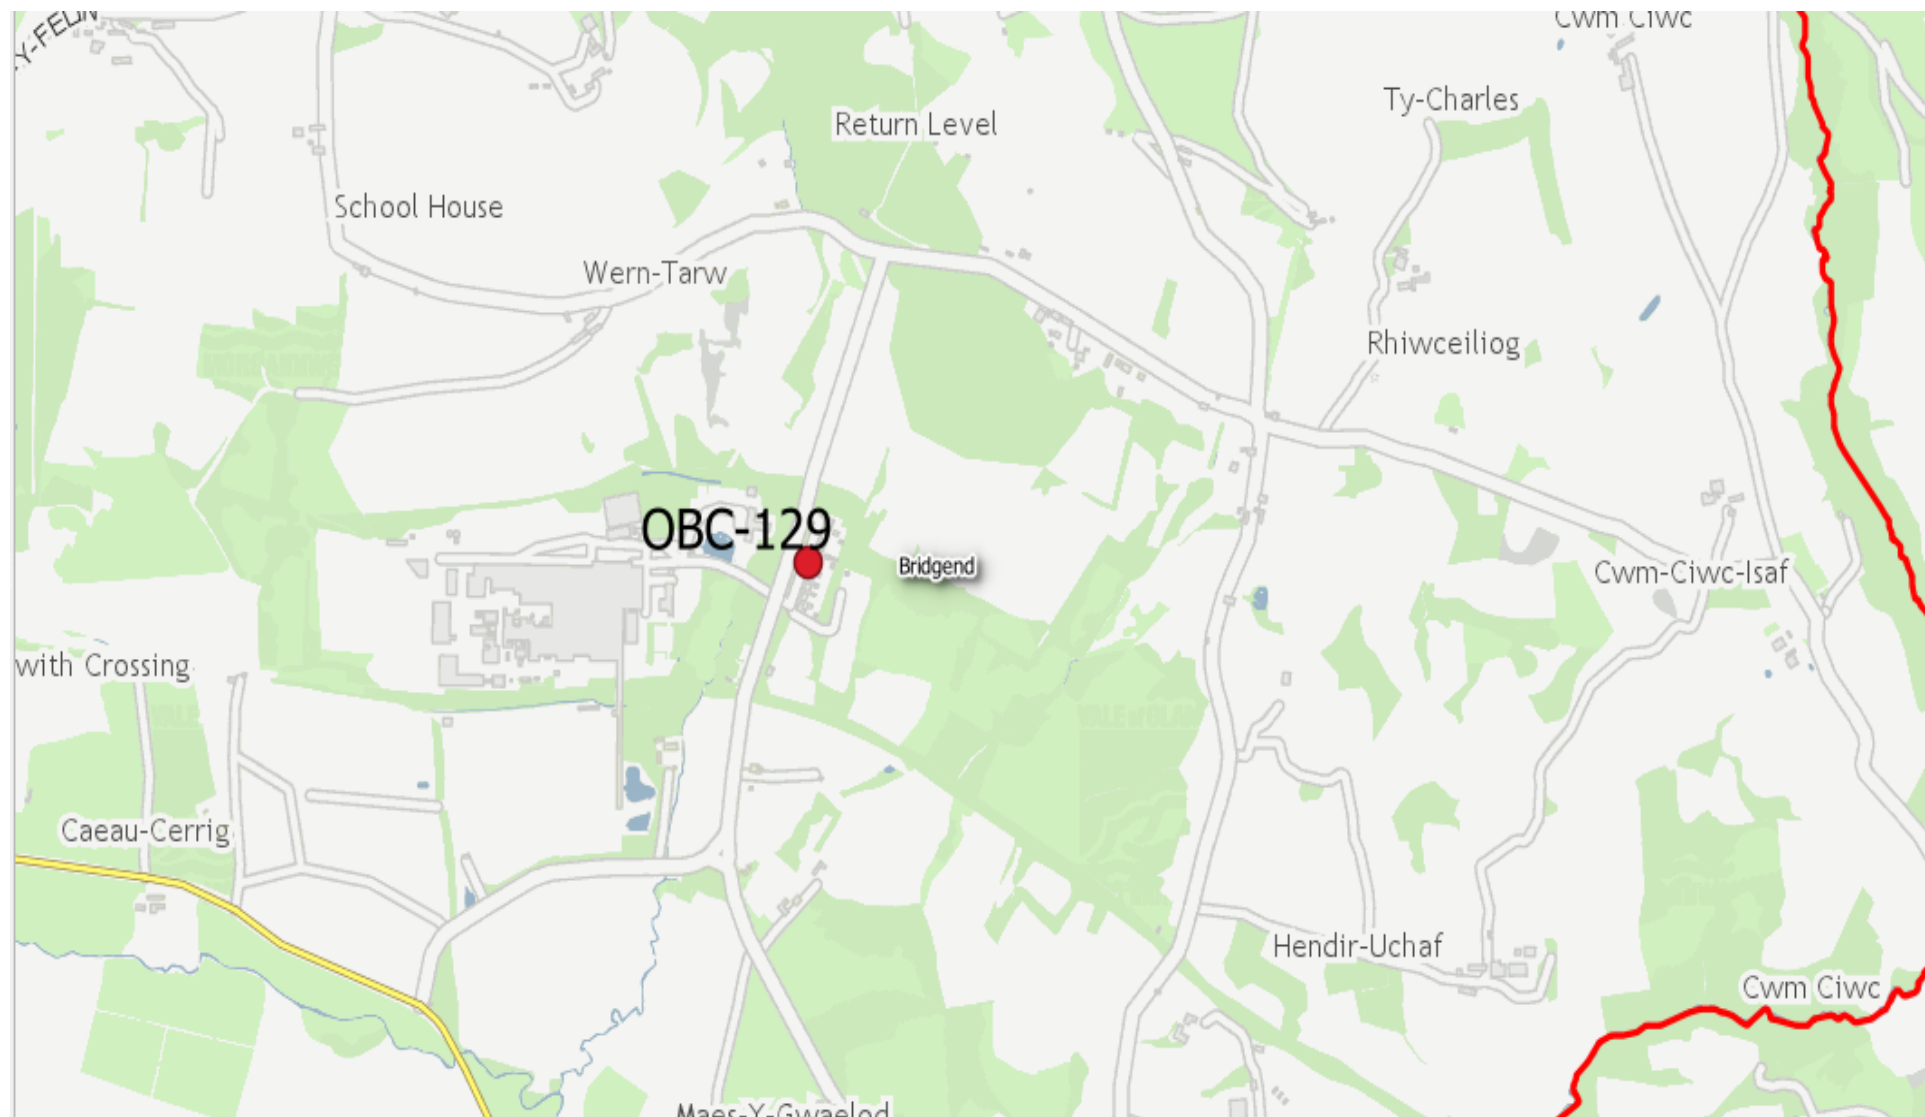 Cwm Ciwc
Ty-Charles
Return Level
School House
Wern-Tarw
Rhiwceiliog
OBC-129
Bridgend
Cwm-Ciwc-Isaf
with Crossing
Caeau-Cerrig
Hendir-Uchaf
Cwm Ciwc
Maes-Y-Gwaelod